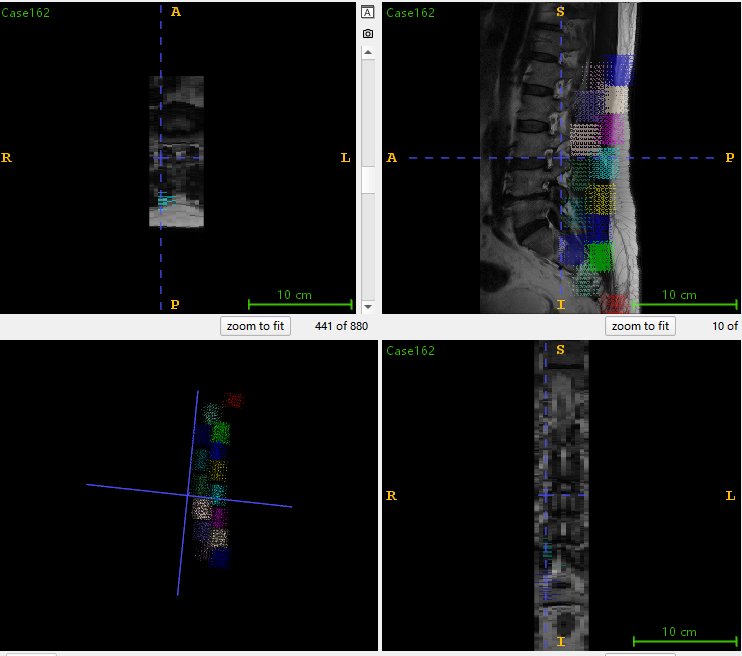 Case162
A
A
R
L
P
10 cm
zoom to fit
441 of 880
Case162
S
A
P
I
10 cm
zoom to fit
10 of
Case162
S
R
L
I
10 cm